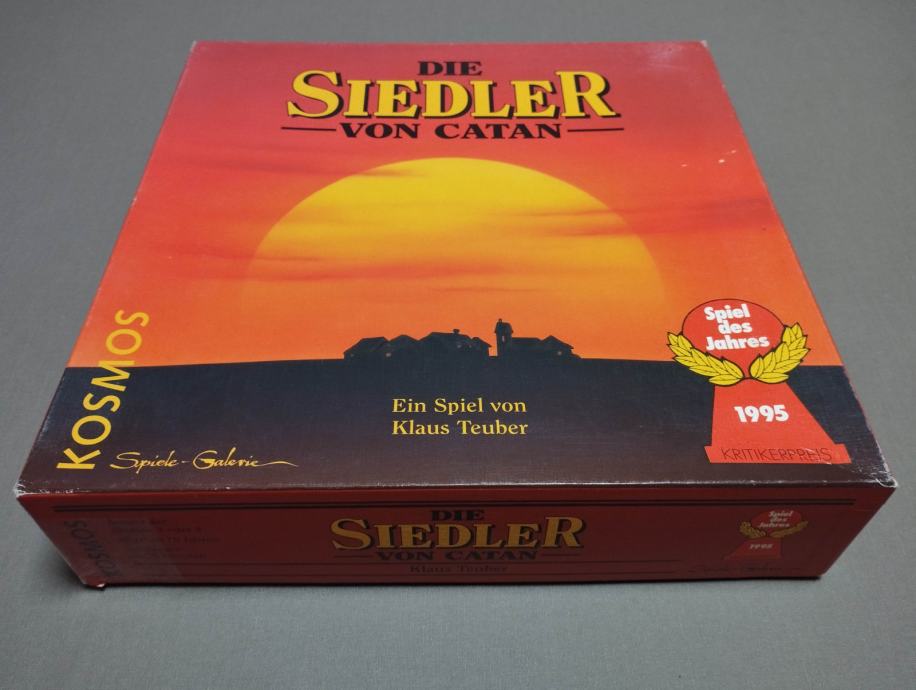 DIE
SIEDLER
VON CATAN
KOSMOS
Spiele-Galerie
Ein Spiel von
Klaus Teuber
Spiel
des
Jahres
1995
KRITIKERPREIS
KOSMOS
DIE
SIEDLER
VON CATAN
Klaus Teuber
Spiel
des
Jahres
1995